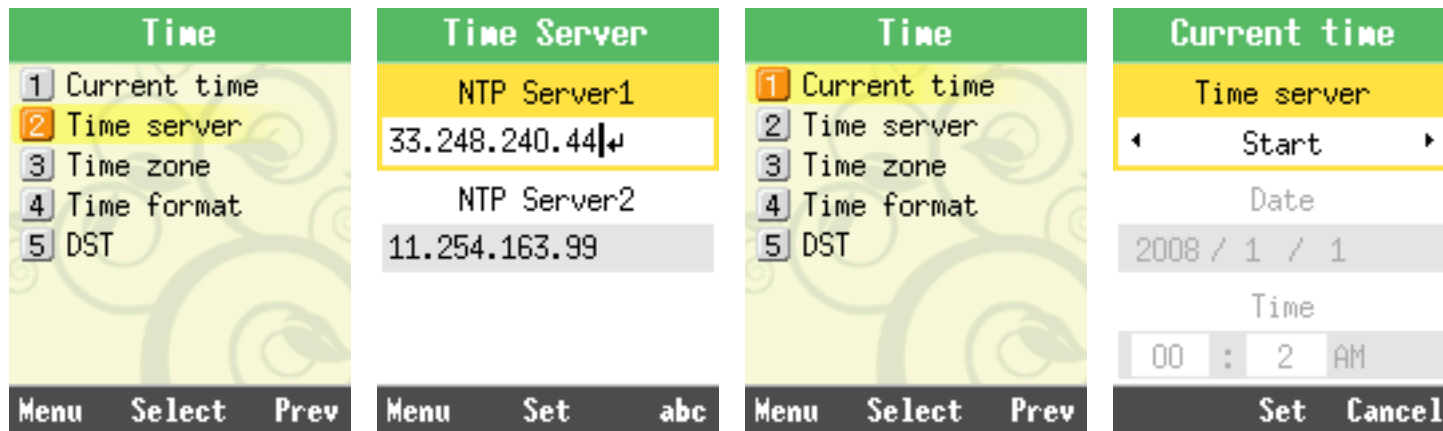 Time
1 Current time
2 Time server
3 Time zone
4 Time format
5 DST
Menu Select Prev
Time Server
NTP Server1
33.248.240.44
NTP Server2
11.254.163.99
Menu Set abc
Time
1 Current time
2 Time server
3 Time zone
4 Time format
5 DST
Menu Select Prev
Current time
Time server
Start
Date
2008 / 1 / 1
Time
00 : 2 AM
Set Cancel